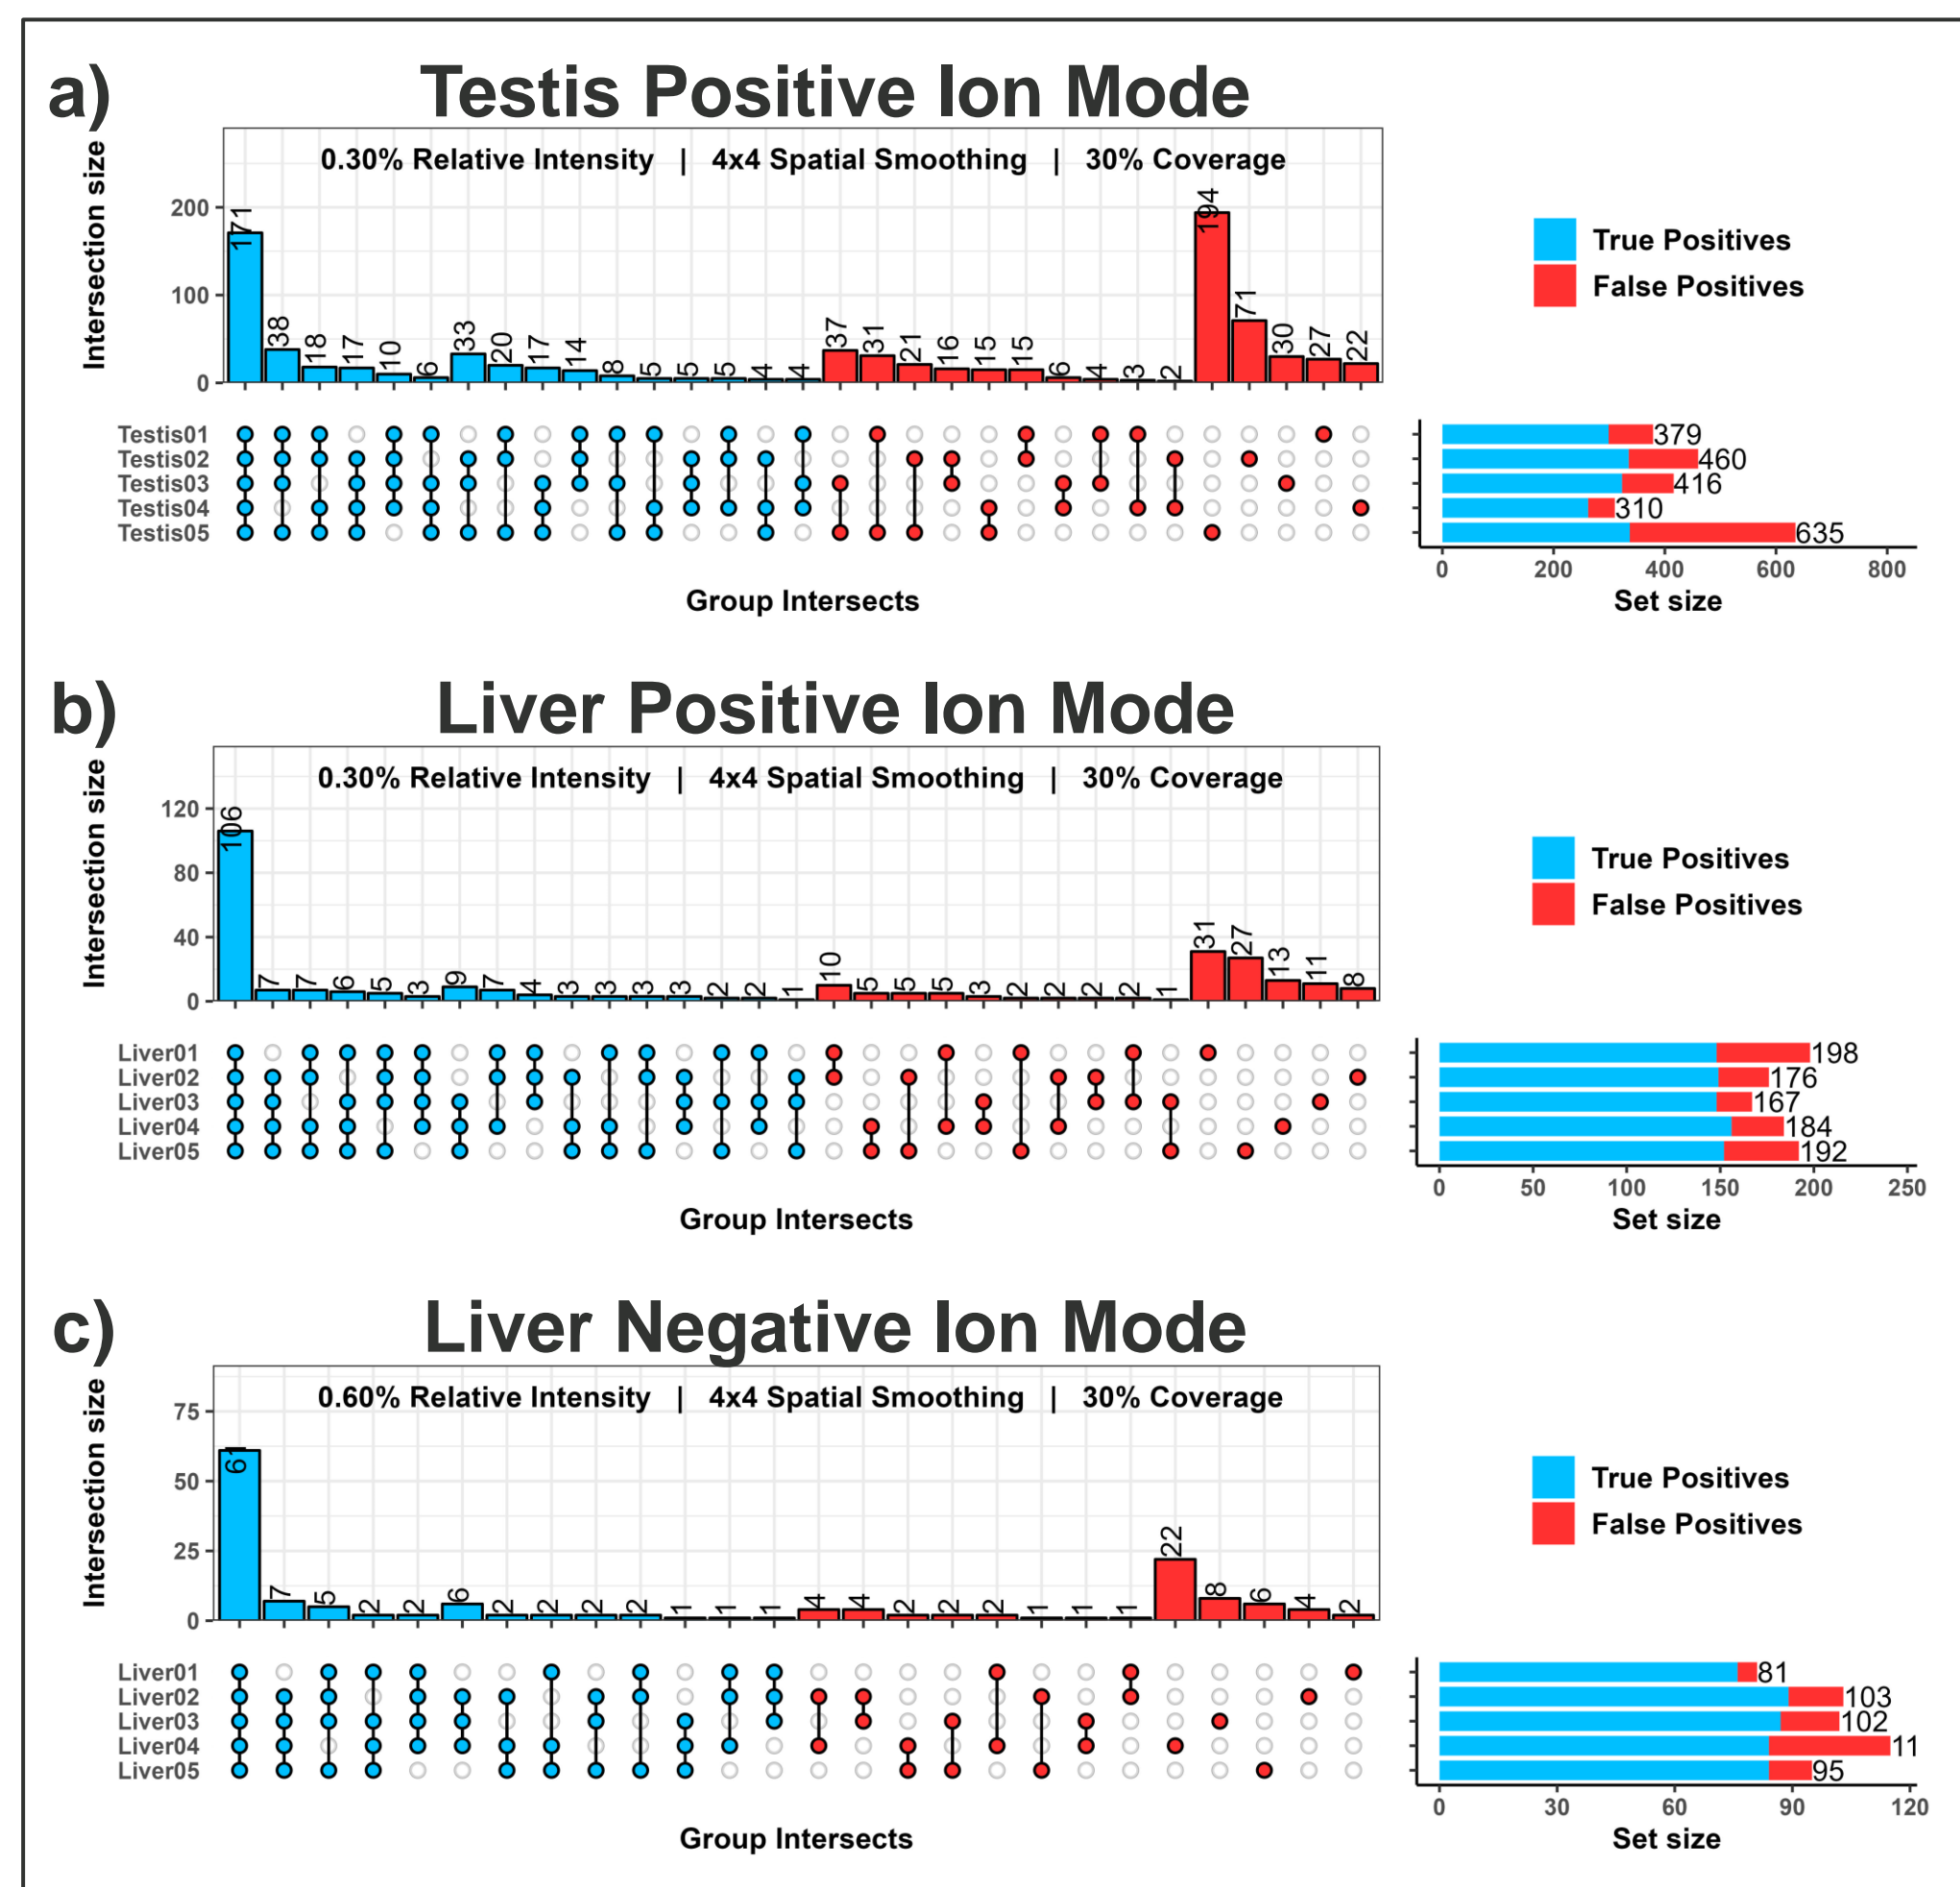 a)
Testis Positive Ion Mode
0.30% Relative Intensity | 4x4 Spatial Smoothing | 30% Coverage
Intersection size
200
100
0
171 38 18 17 10 6 33 20 17 14 8 5 5 5 4 4 37 31 21 16 15 15 6 4 3 2 194 71 30 27 22
True Positives
False Positives
Testis01
Testis02
Testis03
Testis04
Testis05
379
460
416
310
635
0 200 400 600 800
Group Intersects
Set size
b)
Liver Positive Ion Mode
0.30% Relative Intensity | 4x4 Spatial Smoothing | 30% Coverage
Intersection size
120
80
40
0
106 7 7 6 5 3 9 7 4 3 3 3 3 2 2 1 10 5 5 5 3 2 2 2 2 1 31 27 13 11 8
True Positives
False Positives
Liver01
Liver02
Liver03
Liver04
Liver05
198
176
167
184
192
0 50 100 150 200 250
Group Intersects
Set size
c)
Liver Negative Ion Mode
0.60% Relative Intensity | 4x4 Spatial Smoothing | 30% Coverage
Intersection size
75
50
25
0
61 7 5 2 2 6 2 2 2 2 1 1 1 4 4 2 2 2 1 1 1 22 8 6 4 2
True Positives
False Positives
Liver01
Liver02
Liver03
Liver04
Liver05
81
103
102
11
95
0 30 60 90 120
Group Intersects
Set size